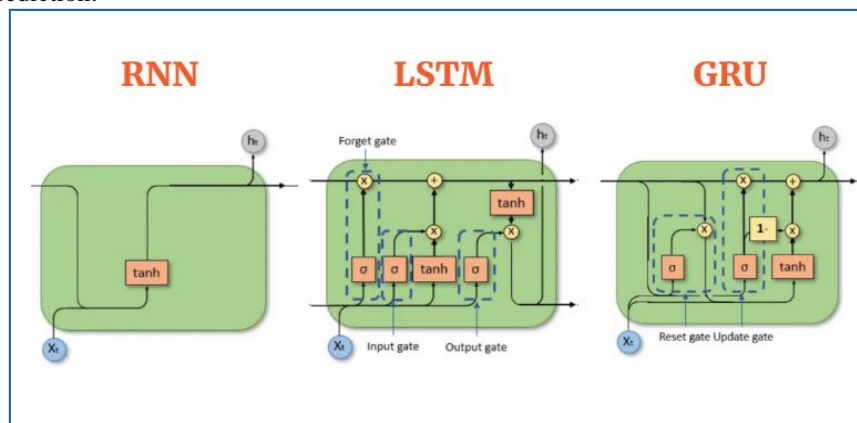 RNN LSTM GRU
Forget gate
hₜ hₜ hₜ
x + x +
tanh
x x 1- x
tanh σ σ tanh σ σ σ tanh
Xₜ Xₜ Input gate Output gate Xₜ Reset gate Update gate